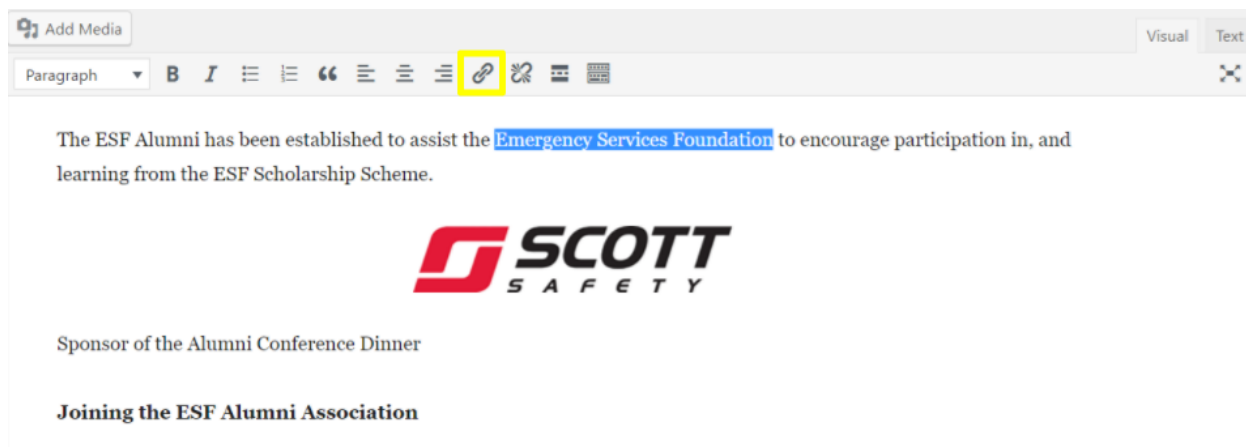 Add Media
Visual Text
Paragraph B I
The ESF Alumni has been established to assist the Emergency Services Foundation to encourage participation in, and
learning from the ESF Scholarship Scheme.
SCOTT
SAFETY
Sponsor of the Alumni Conference Dinner
Joining the ESF Alumni Association